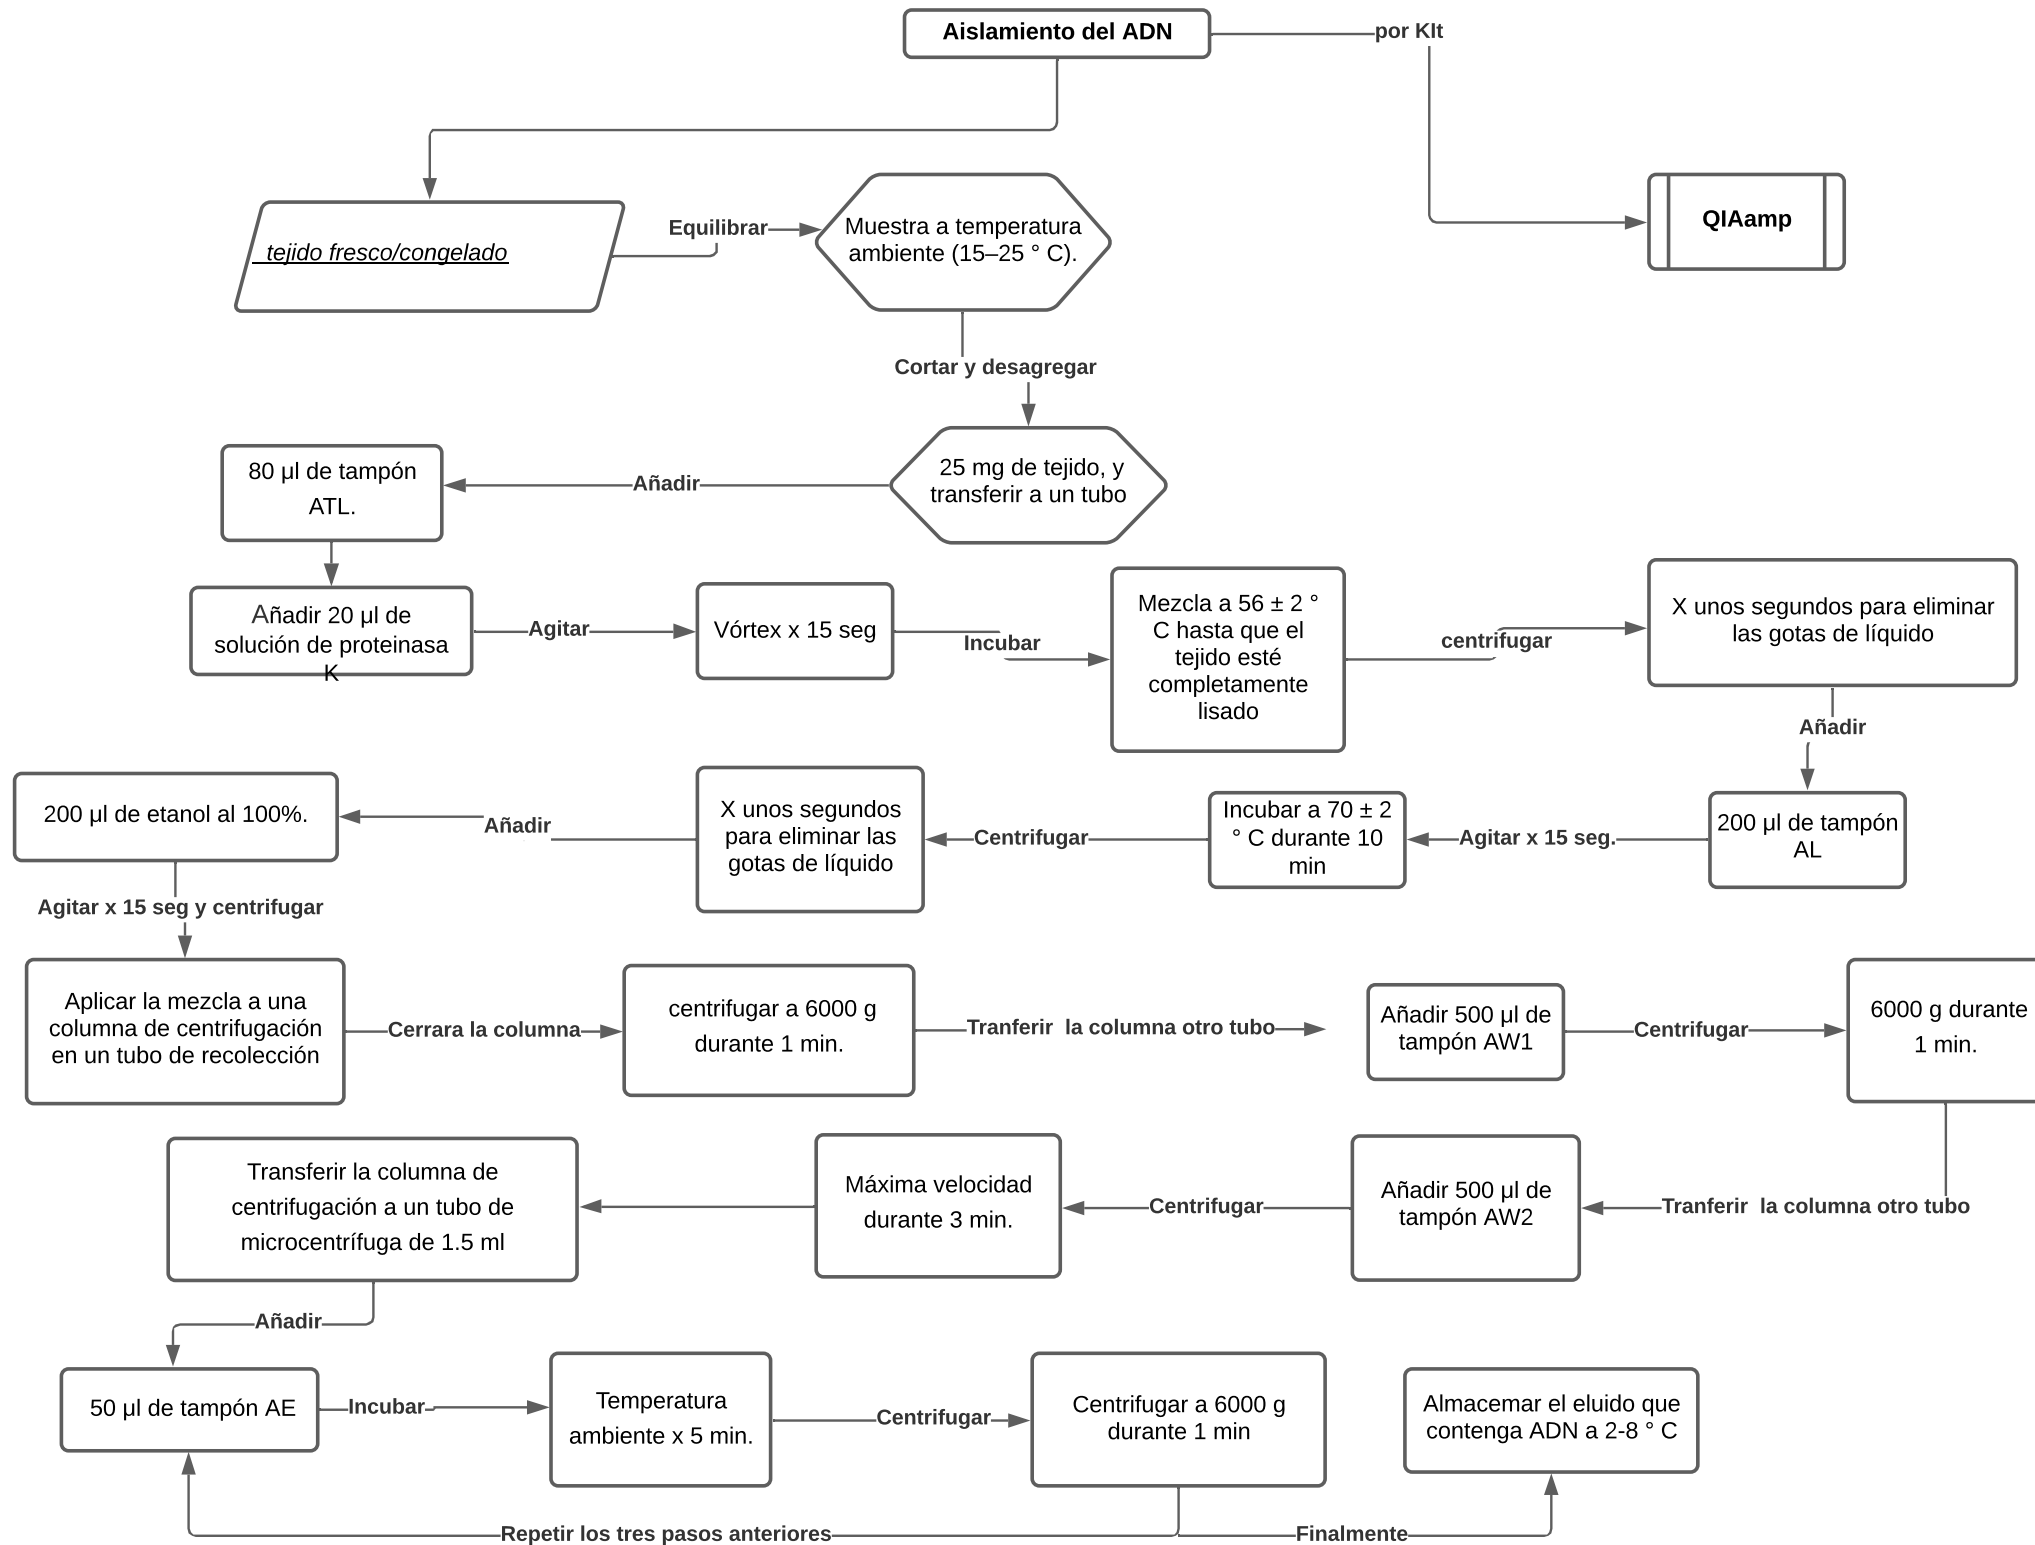 Aislamiento del ADN
por KIt
QIAamp
tejido fresco/congelado
Equilibrar
Muestra a temperatura
ambiente (15–25 ° C).
Cortar y desagregar
25 mg de tejido, y
transferir a un tubo
Añadir
80 μl de tampón
ATL.
Añadir 20 μl de
solución de proteinasa
K
Agitar
Vórtex x 15 seg
Incubar
Mezcla a 56 ± 2 °
C hasta que el
tejido esté
completamente
lisado
centrifugar
X unos segundos para eliminar
las gotas de líquido
Añadir
200 μl de tampón
AL
Agitar x 15 seg.
Incubar a 70 ± 2
° C durante 10
min
Centrifugar
X unos segundos
para eliminar las
gotas de líquido
Añadir
200 μl de etanol al 100%.
Agitar x 15 seg y centrifugar
Aplicar la mezcla a una
columna de centrifugación
en un tubo de recolección
Cerrara la columna
centrifugar a 6000 g
durante 1 min.
Tranferir  la columna otro tubo
Añadir 500 μl de
tampón AW1
Centrifugar
6000 g durante
1 min.
Tranferir  la columna otro tubo
Añadir 500 μl de
tampón AW2
Centrifugar
Máxima velocidad
durante 3 min.
Transferir la columna de
centrifugación a un tubo de
microcentrífuga de 1.5 ml
Añadir
50 μl de tampón AE
Incubar
Temperatura
ambiente x 5 min.
Centrifugar
Centrifugar a 6000 g
durante 1 min
Repetir los tres pasos anteriores
Finalmente
Almacemar el eluido que
contenga ADN a 2-8 ° C